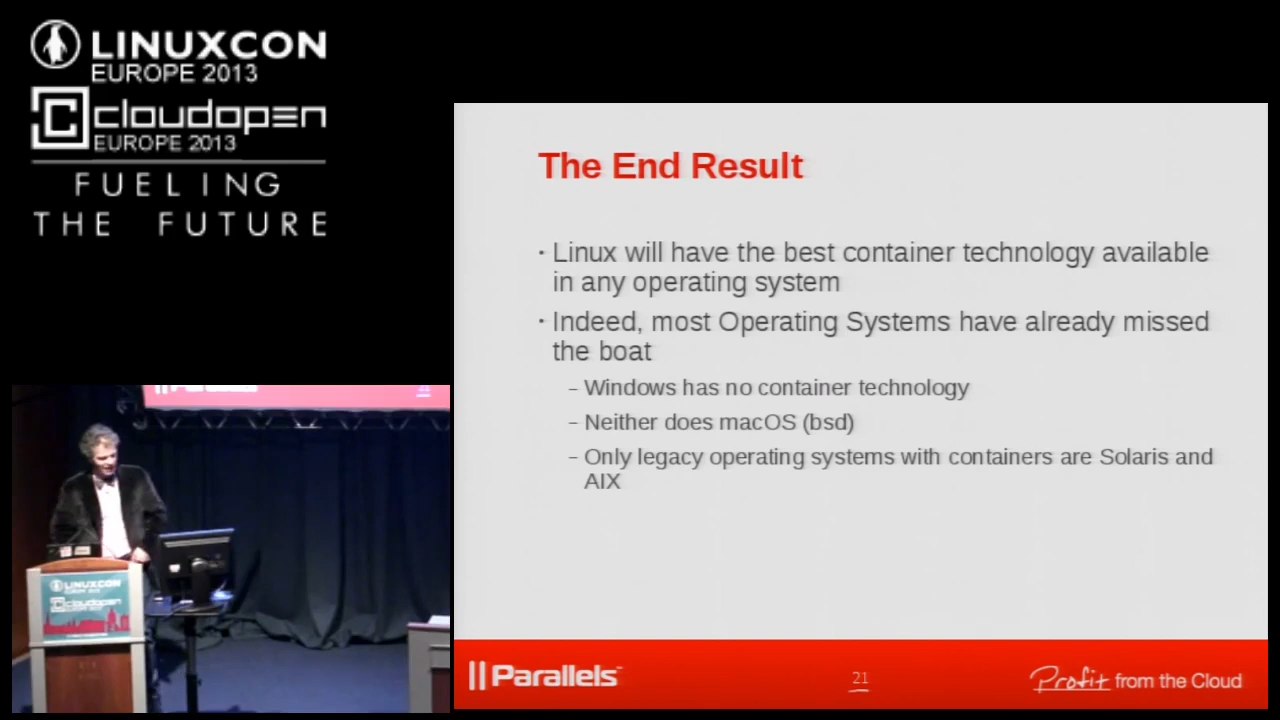 LINUXCON
EUROPE 2013
cloudopen
EUROPE 2013
FUELING
THE FUTURE
The End Result
· Linux will have the best container technology available
in any operating system
· Indeed, most Operating Systems have already missed
the boat
– Windows has no container technology
– Neither does macOS (bsd)
– Only legacy operating systems with containers are Solaris and
AIX
Parallels™
21
Profit from the Cloud
LINUXCON
cloudopen